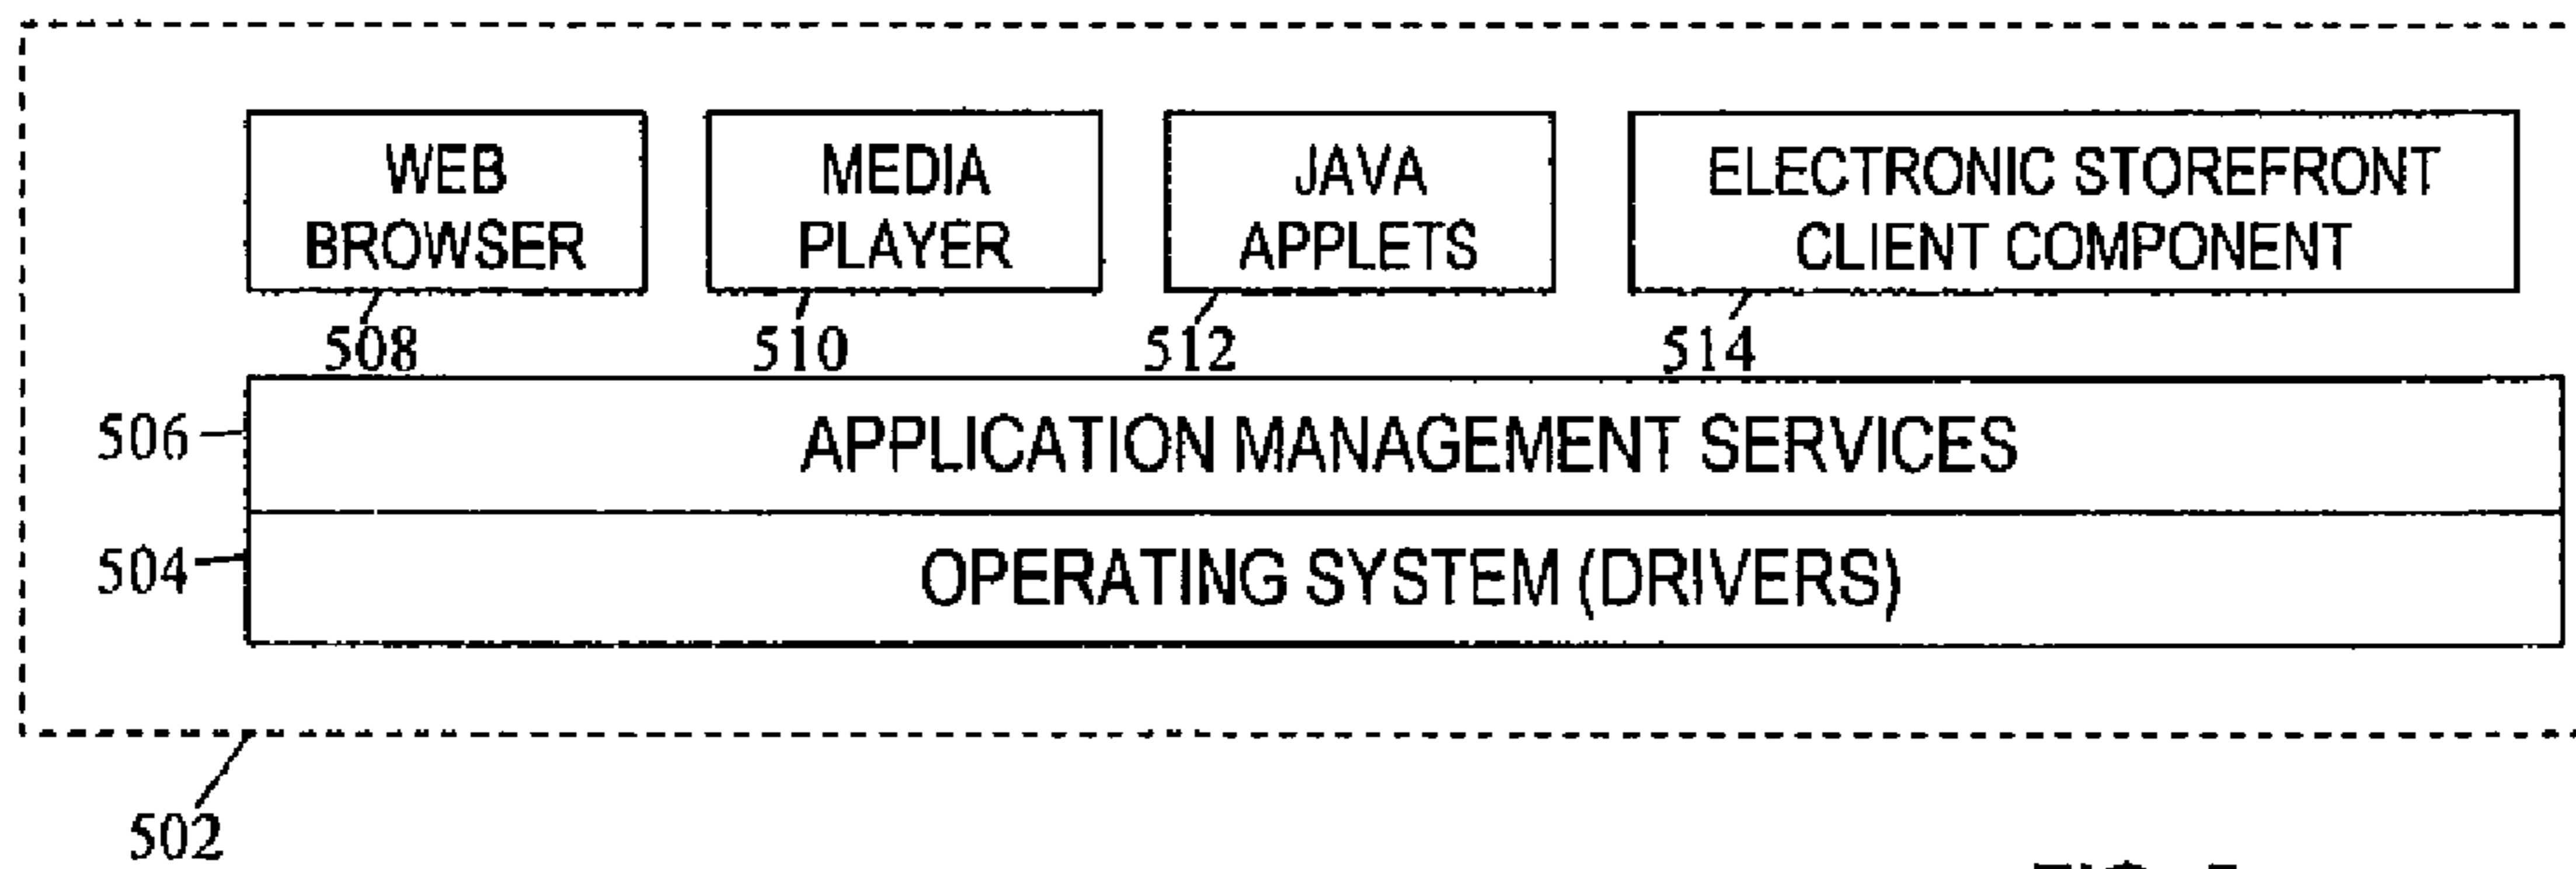 WEB
BROWSER
MEDIA
PLAYER
JAVA
APPLETS
ELECTRONIC STOREFRONT
CLIENT COMPONENT
508
510
512
514
506
APPLICATION MANAGEMENT SERVICES
504
OPERATING SYSTEM (DRIVERS)
502